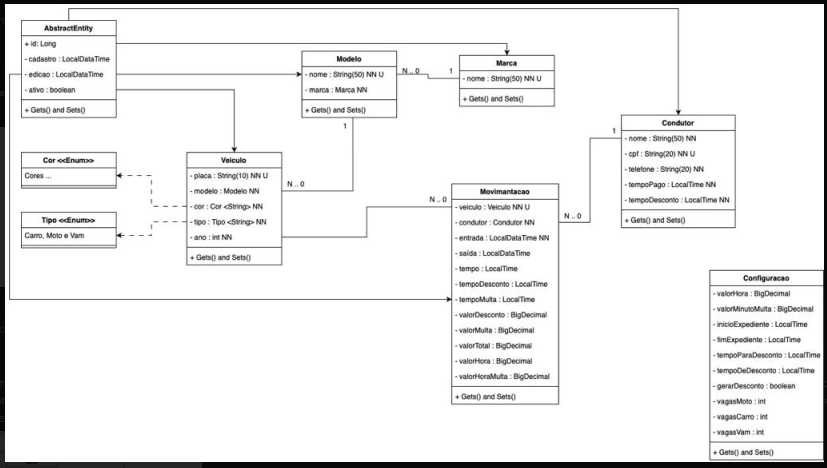 AbstractEntity
+ id: Long
- cadastro : LocalDataTime
- edicao : LocalDataTime
- ativo : boolean
+ Gets() and Sets()
Modelo
- nome : String(50) NN U
- marca : Marca NN
+ Gets() and Sets()
N .. 0
1
1
Marca
- nome : String(50) NN U
+ Gets() and Sets()
Condutor
- nome : String(50) NN
- cpf : String(20) NN U
- telefone : String(20) NN
- tempoPago : LocalTime NN
- tempoDesconto : LocalTime NN
+ Gets() and Sets()
1
N .. 0
Cor <<Enum>>
Cores ...
Tipo <<Enum>>
Carro, Moto e Vam
Veiculo
- placa : String(10) NN U
- modelo : Modelo NN
- cor : Cor <String> NN
- tipo : Tipo <String> NN
- ano : int NN
+ Gets() and Sets()
N .. 0
N .. 0
Movimantacao
- veiculo : Veiculo NN U
- condutor : Condutor NN
- entrada : LocalDataTime NN
- saída : LocalDataTime
- tempo : LocalTime
- tempoDesconto : LocalTime
- tempoMulta : LocalTime
- valorDesconto : BigDecimal
- valorMulta : BigDecimal
- valorTotal : BigDecimal
- valorHora : BigDecimal
- valorHoraMulta : BigDecimal
+ Gets() and Sets()
Configuracao
- valorHora : BigDecimal
- valorMinutoMulta : BigDecimal
- inicioExpediente : LocalTime
- fimExpediente : LocalTime
- tempoParaDesconto : LocalTime
- tempoDeDesconto : LocalTime
- gerarDesconto : boolean
- vagasMoto : int
- vagasCarro : int
- vagasVam : int
+ Gets() and Sets()